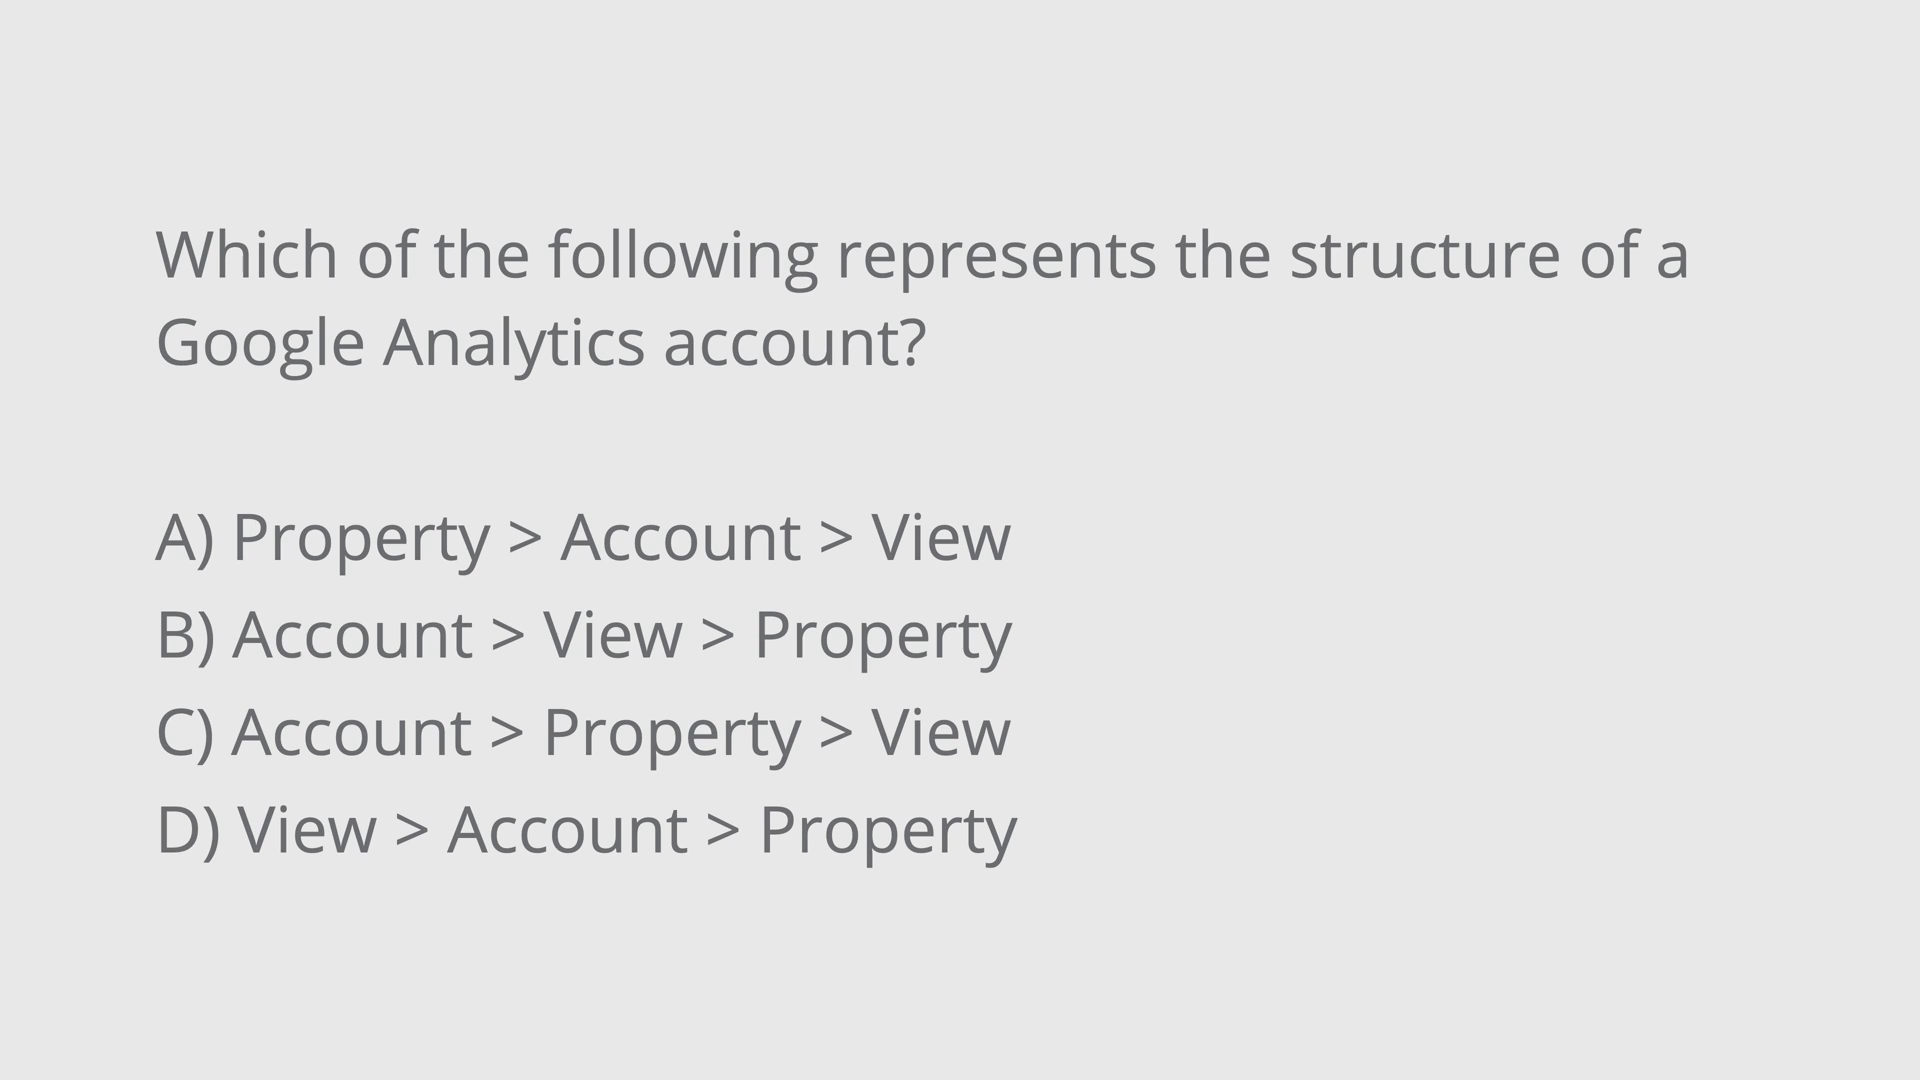 Which of the following represents the structure of a
Google Analytics account?
A) Property > Account > View
B) Account > View > Property
C) Account > Property > View
D) View > Account > Property